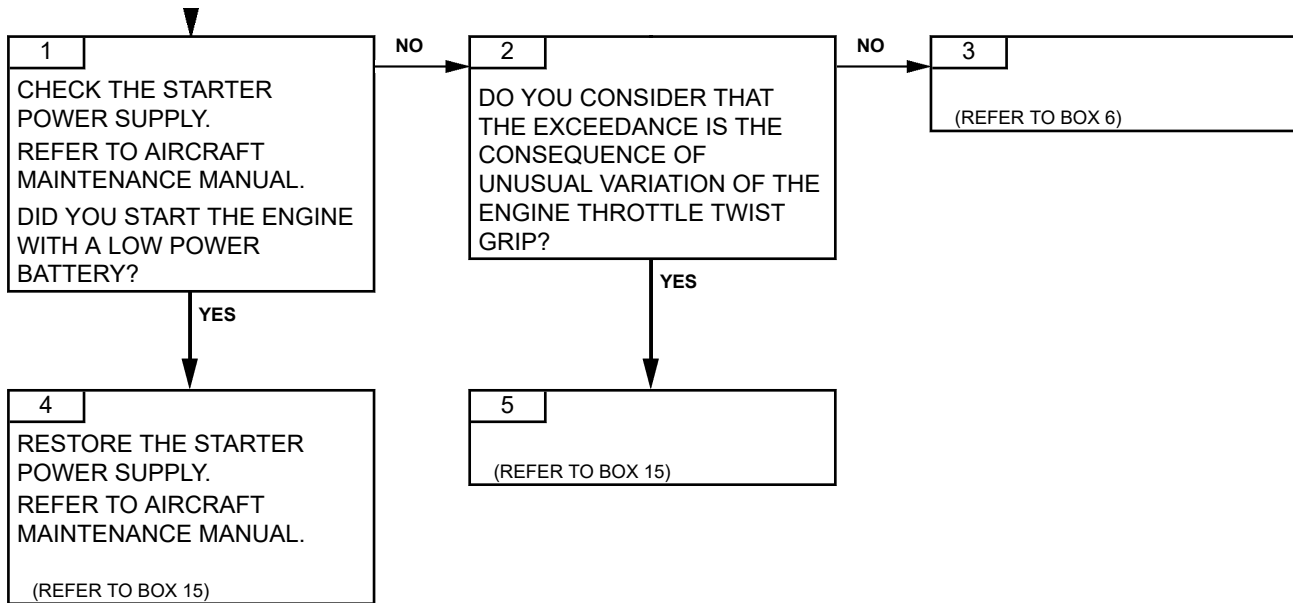 1
CHECK THE STARTER
POWER SUPPLY.
REFER TO AIRCRAFT
MAINTENANCE MANUAL.
DID YOU START THE ENGINE
WITH A LOW POWER
BATTERY?
NO
2
DO YOU CONSIDER THAT
THE EXCEEDANCE IS THE
CONSEQUENCE OF
UNUSUAL VARIATION OF THE
ENGINE THROTTLE TWIST
GRIP?
NO
3
(REFER TO BOX 6)
YES
YES
4
RESTORE THE STARTER
POWER SUPPLY.
REFER TO AIRCRAFT
MAINTENANCE MANUAL.
(REFER TO BOX 15)
5
(REFER TO BOX 15)